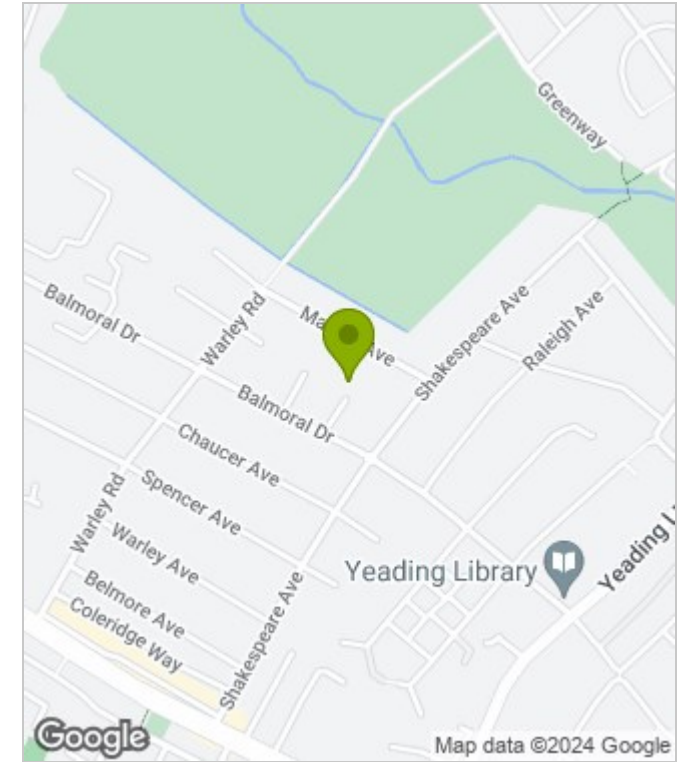 Greenway
Balmoral Dr
Warley Rd
Ave
Shakespeare Ave
Raleigh Ave
Balmoral Dr
Chaucer Ave
Spencer Ave
Warley Rd
Warley Ave
Belmore Ave
Coleridge Way
Shakespeare Ave
Yeading Library
Yeading
Google
Map data ©2024 Google